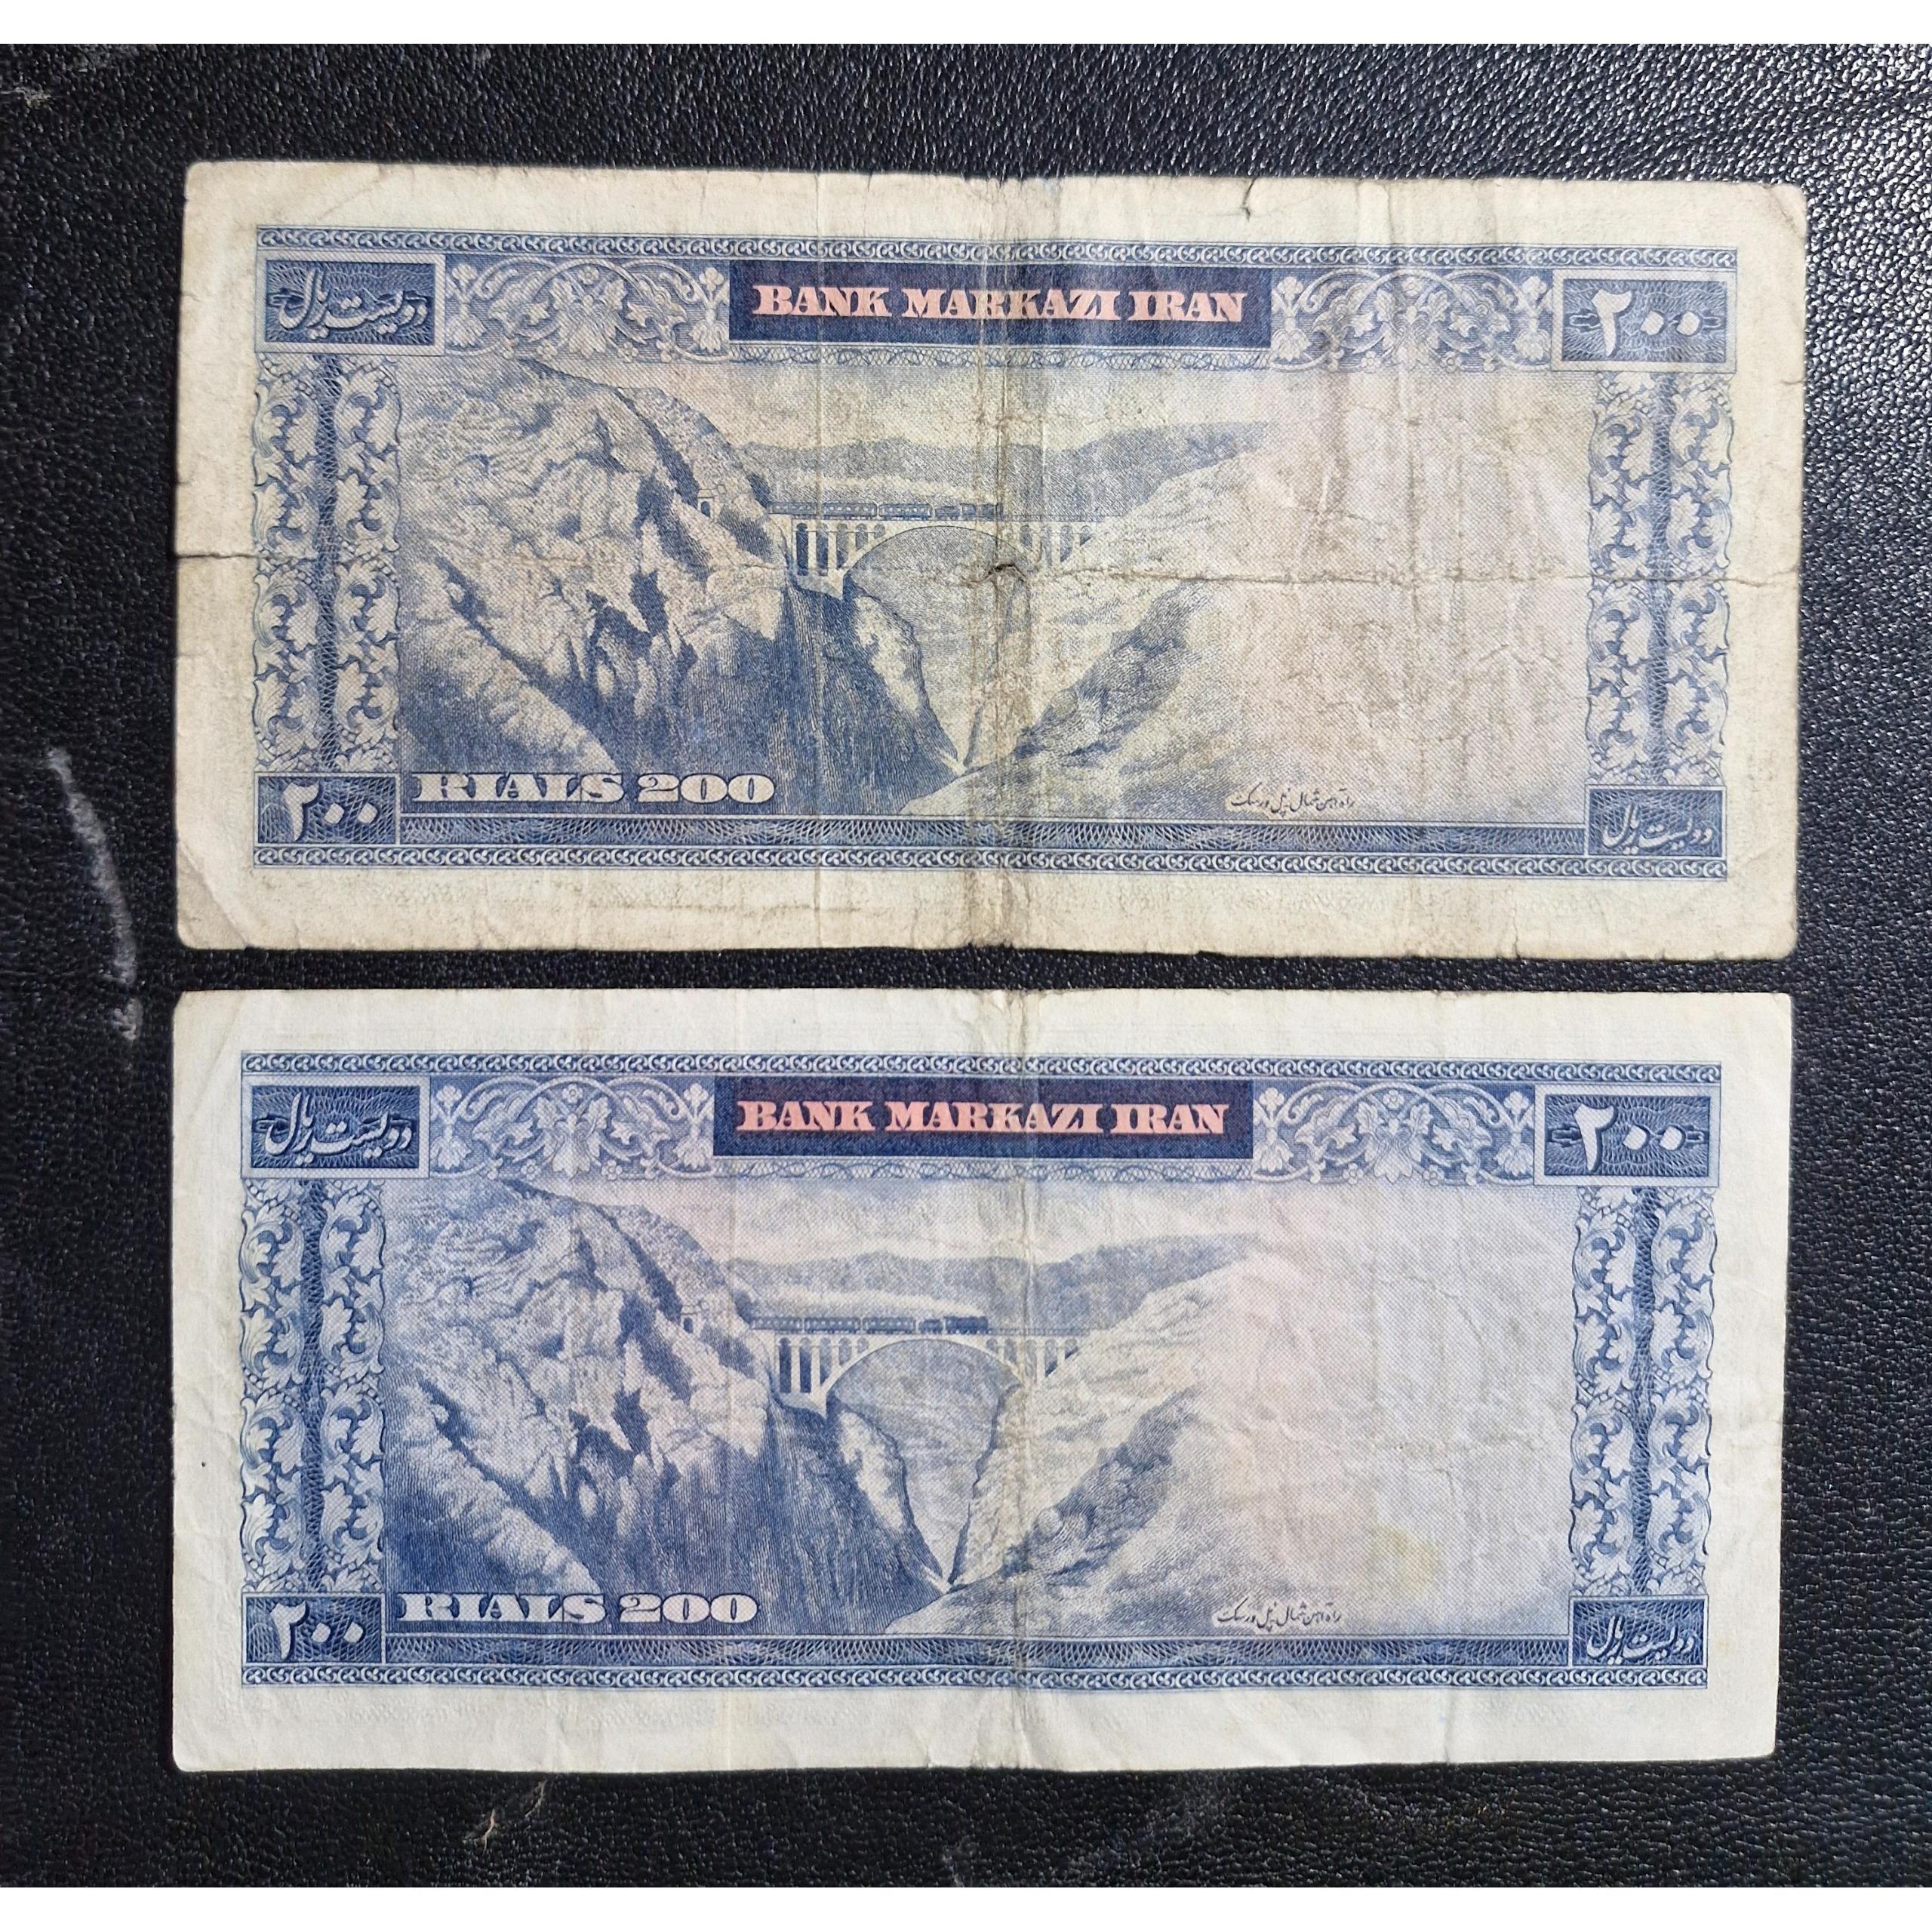 دویست ریال
BANK MARKAZI IRAN
۲۰۰
RIALS 200
راه آهن شمال پل ورسک
۲۰۰
دویست ریال
دویست ریال
BANK MARKAZI IRAN
۲۰۰
RIALS 200
راه آهن شمال پل ورسک
۲۰۰
دویست ریال